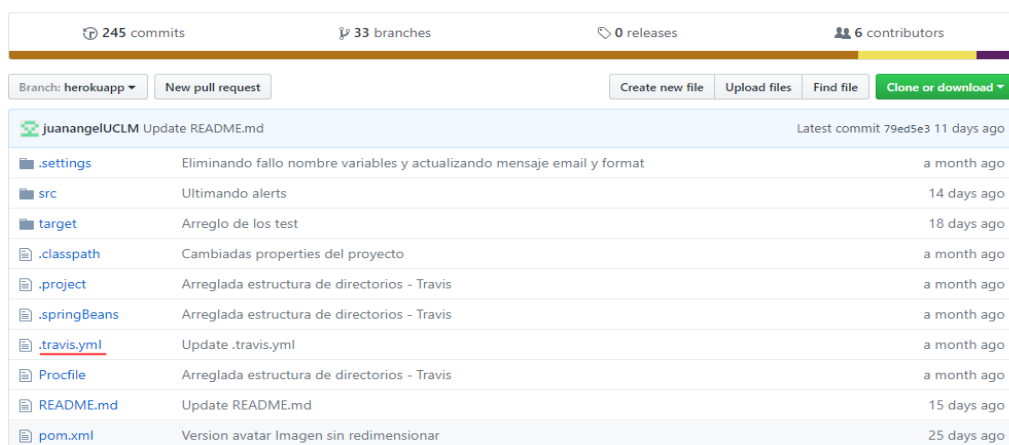 245 commits 33 branches 0 releases 6 contributors
Branch: herokuapp New pull request Create new file Upload files Find file Clone or download
juanangelUCLM Update README.md Latest commit 79ed5e3 11 days ago
.settings Eliminando fallo nombre variables y actualizando mensaje email y format a month ago
src Ultimando alerts 14 days ago
target Arreglo de los test 18 days ago
.classpath Cambiadas properties del proyecto a month ago
.project Arreglada estructura de directorios - Travis a month ago
.springBeans Arreglada estructura de directorios - Travis a month ago
.travis.yml Update .travis.yml a month ago
Procfile Arreglada estructura de directorios - Travis a month ago
README.md Update README.md 15 days ago
pom.xml Version avatar Imagen sin redimensionar 25 days ago